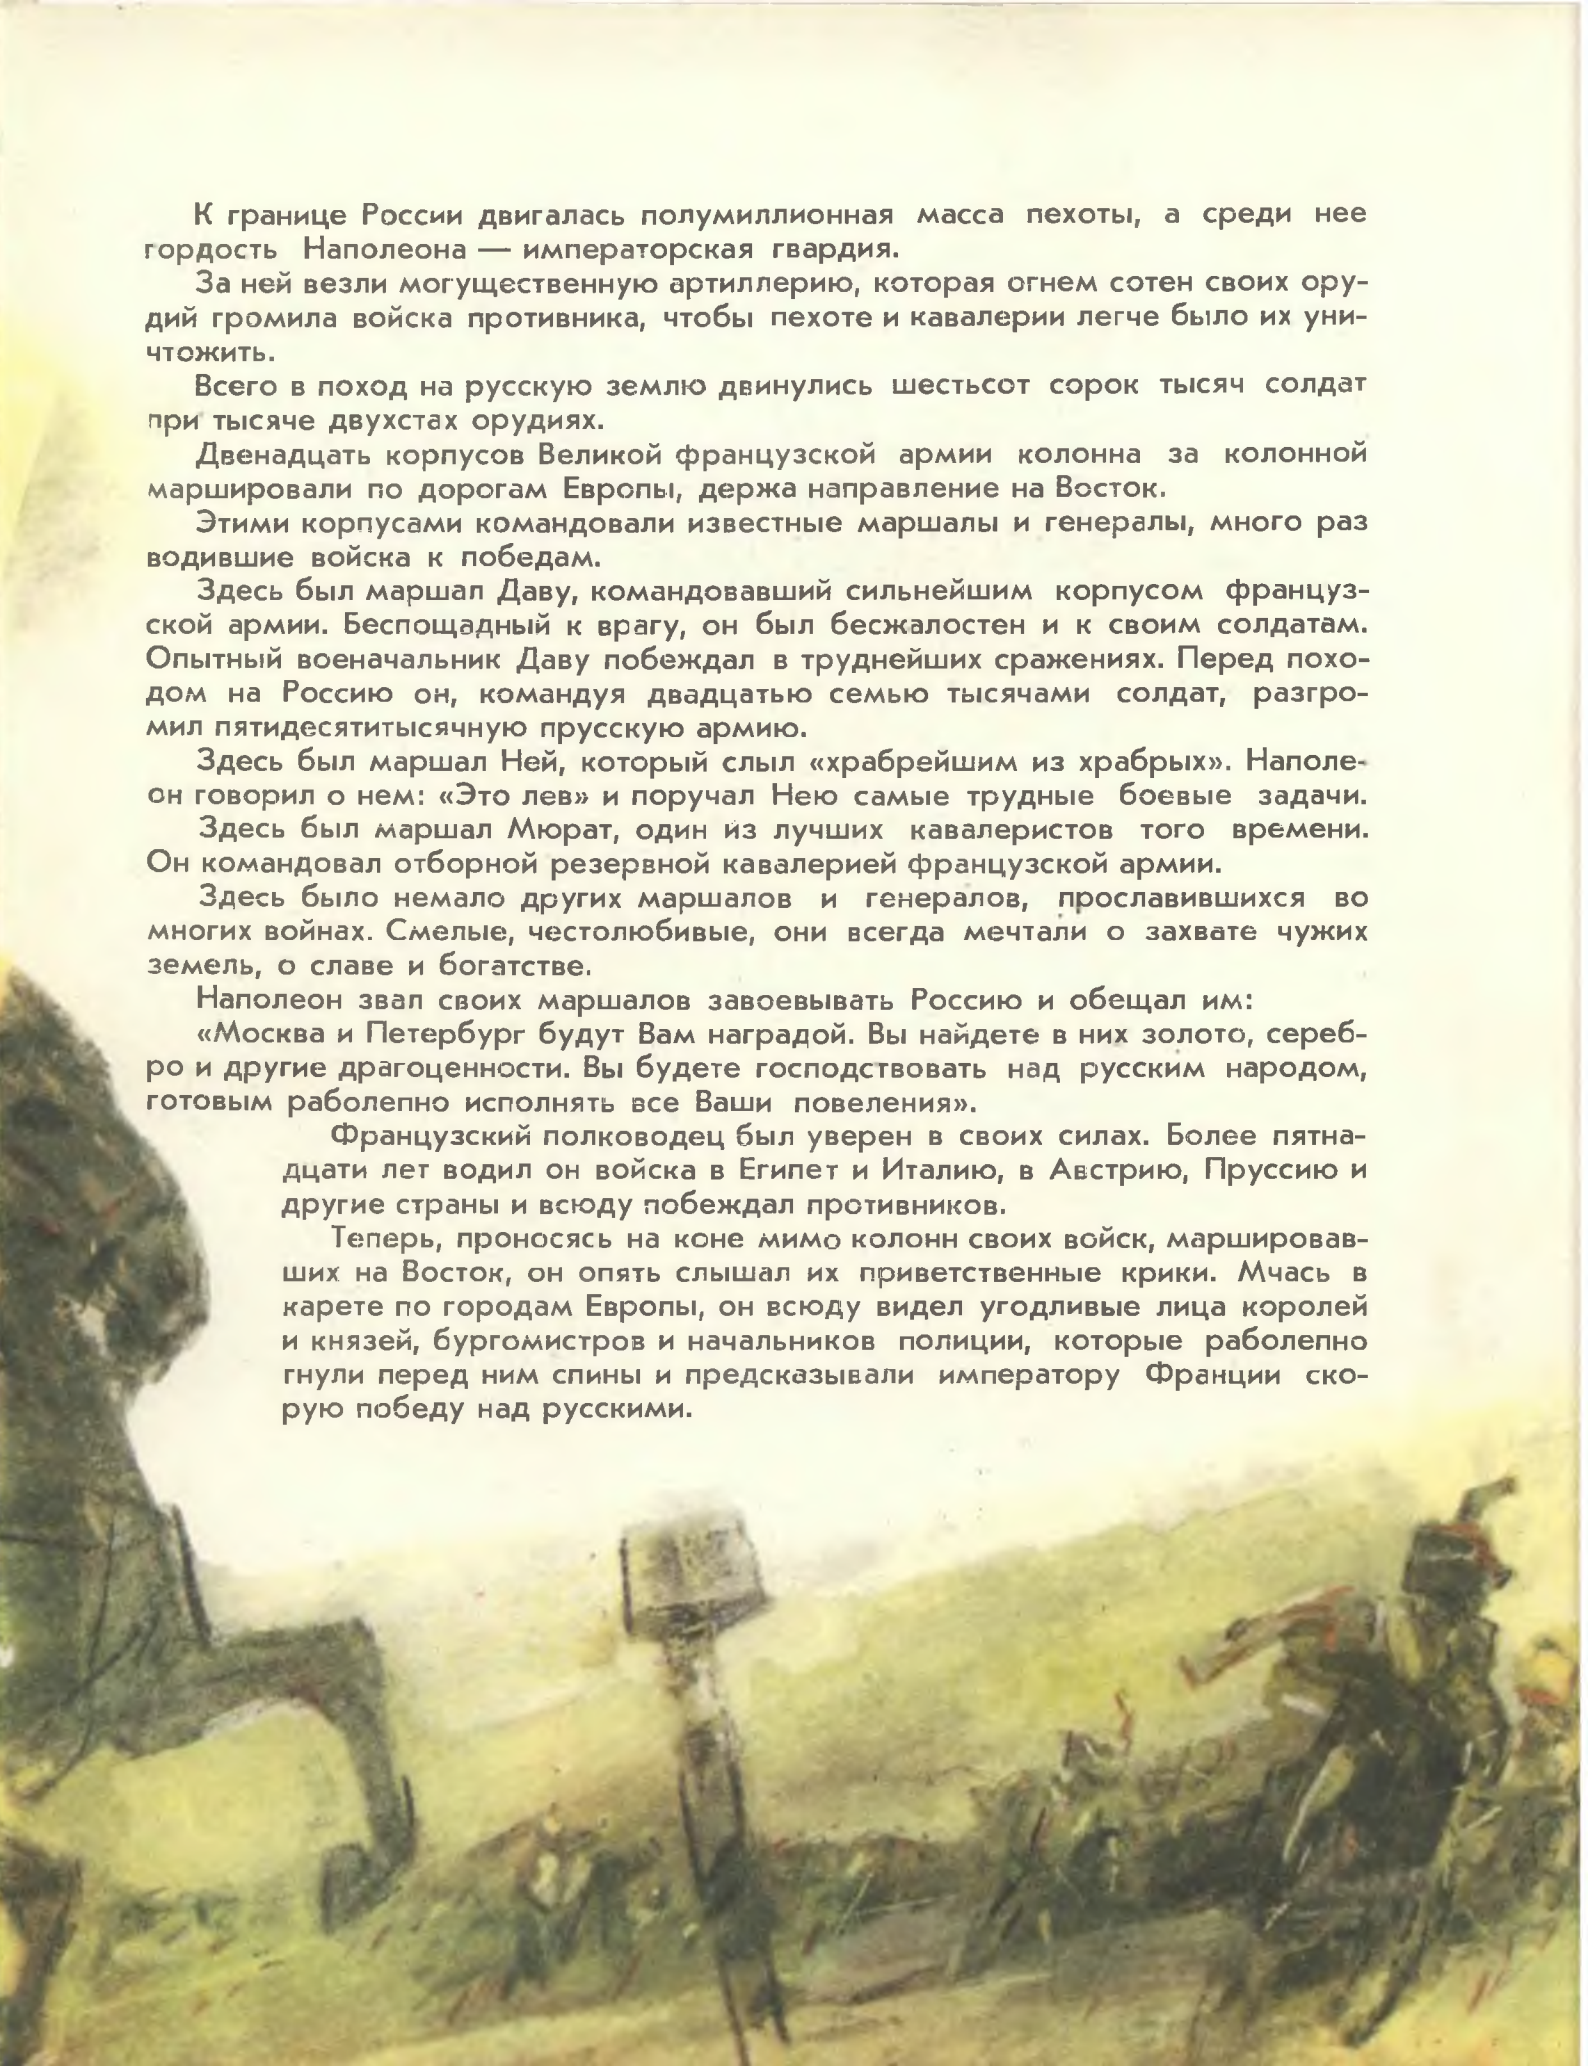 К границе России двигалась полумиллионная масса пехоты, а среди нее
гордость Наполеона — императорская гвардия.
За ней везли могущественную артиллерию, которая огнем сотен своих ору-
дий громила войска противника, чтобы пехоте и кавалерии легче было их уни-
чтожить.
Всего в поход на русскую землю двинулись шестьсот сорок тысяч солдат
при тысяче двухстах орудиях.
Двенадцать корпусов Великой французской армии колонна за колонной
маршировали по дорогам Европы, держа направление на Восток.
Этими корпусами командовали известные маршалы и генералы, много раз
водившие войска к победам.
Здесь был маршал Даву, командовавший сильнейшим корпусом француз-
ской армии. Беспощадный к врагу, он был безжалостен и к своим солдатам.
Опытный военачальник Даву побеждал в труднейших сражениях. Перед похо-
дом на Россию он, командуя двадцатью семью тысячами солдат, разгро-
мил пятидесятитысячную прусскую армию.
Здесь был маршал Ней, который слыл «храбрейшим из храбрых». Наполе-
он говорил о нем: «Это лев» и поручал Нею самые трудные боевые задачи.
Здесь был маршал Мюрат, один из лучших кавалеристов того времени.
Он командовал отборной резервной кавалерией французской армии.
Здесь было немало других маршалов и генералов, прославившихся во
многих войнах. Смелые, честолюбивые, они всегда мечтали о захвате чужих
земель, о славе и богатстве.
Наполеон звал своих маршалов завоевывать Россию и обещал им:
«Москва и Петербург будут Вам наградой. Вы найдете в них золото, сереб-
ро и другие драгоценности. Вы будете господствовать над русским народом,
готовым раболепно исполнять все Ваши повеления».
Французский полководец был уверен в своих силах. Более пятна-
дцати лет водил он войска в Египет и Италию, в Австрию, Пруссию и
другие страны и всюду побеждал противников.
Теперь, проносясь на коне мимо колонн своих войск, маршировав-
ших на Восток, он опять слышал их приветственные крики. Мчась в
карете по городам Европы, он всюду видел угодливые лица королей
и князей, бургомистров и начальников полиции, которые раболепно
гнули перед ним спины и предсказывали императору Франции ско-
рую победу над русскими.